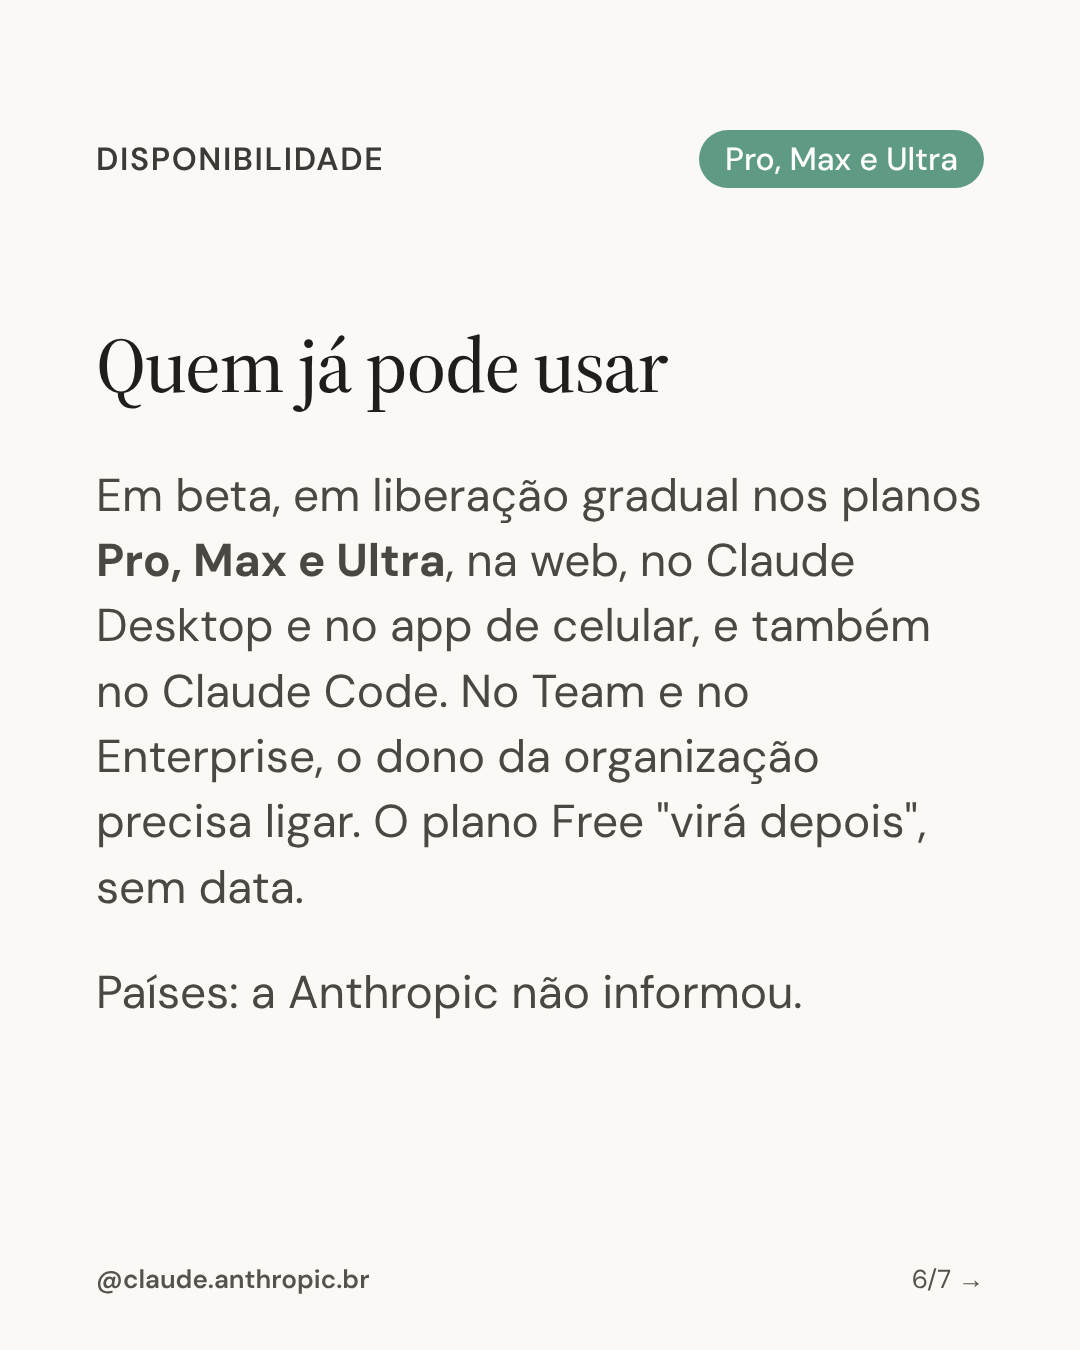 DISPONIBILIDADE
Pro, Max e Ultra
Quem já pode usar
Em beta, em liberação gradual nos planos
Pro, Max e Ultra, na web, no Claude
Desktop e no app de celular, e também
no Claude Code. No Team e no
Enterprise, o dono da organização
precisa ligar. O plano Free "virá depois",
sem data.
Países: a Anthropic não informou.
@claude.anthropic.br
6/7 →